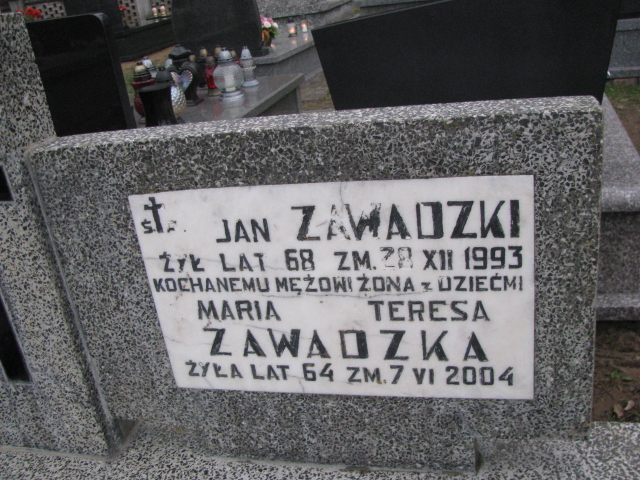 Ś†P. JAN ZAWADZKI
ŻYŁ LAT 68 ZM. 28 XII 1993
KOCHANEMU MĘŻOWI ŻONA z DZIEĆMI
MARIA TERESA
ZAWADZKA
ŻYŁA LAT 64 ZM. 7 VI 2004